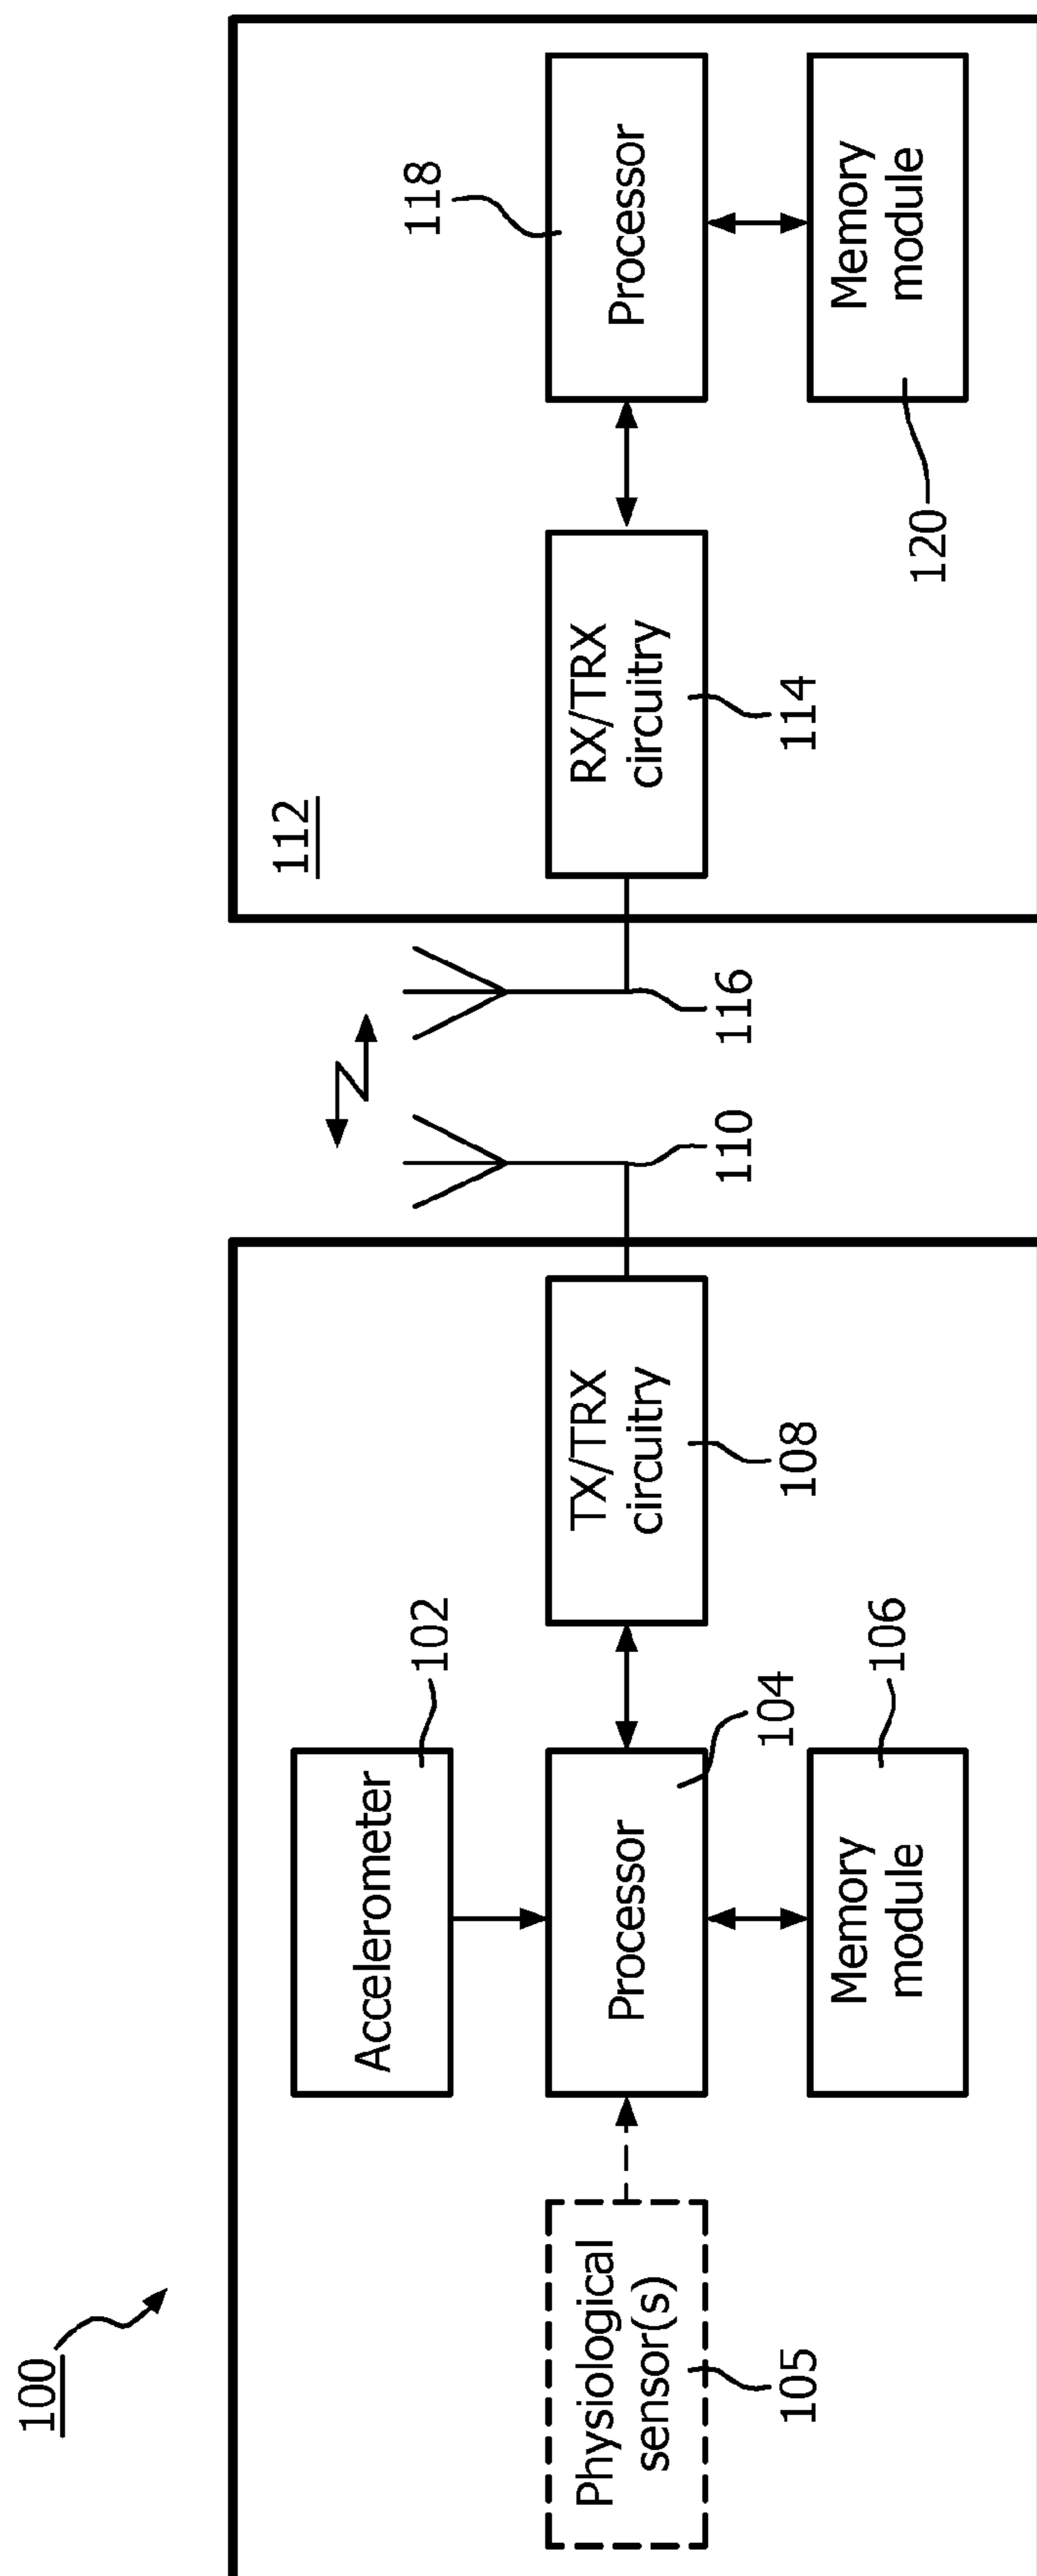 100
Accelerometer
102
Physiological
sensor(s)
105
Processor
104
Memory
module
106
TX/TRX
circuitry
108
110
116
112
RX/TRX
circuitry
114
118
Processor
Memory
module
120